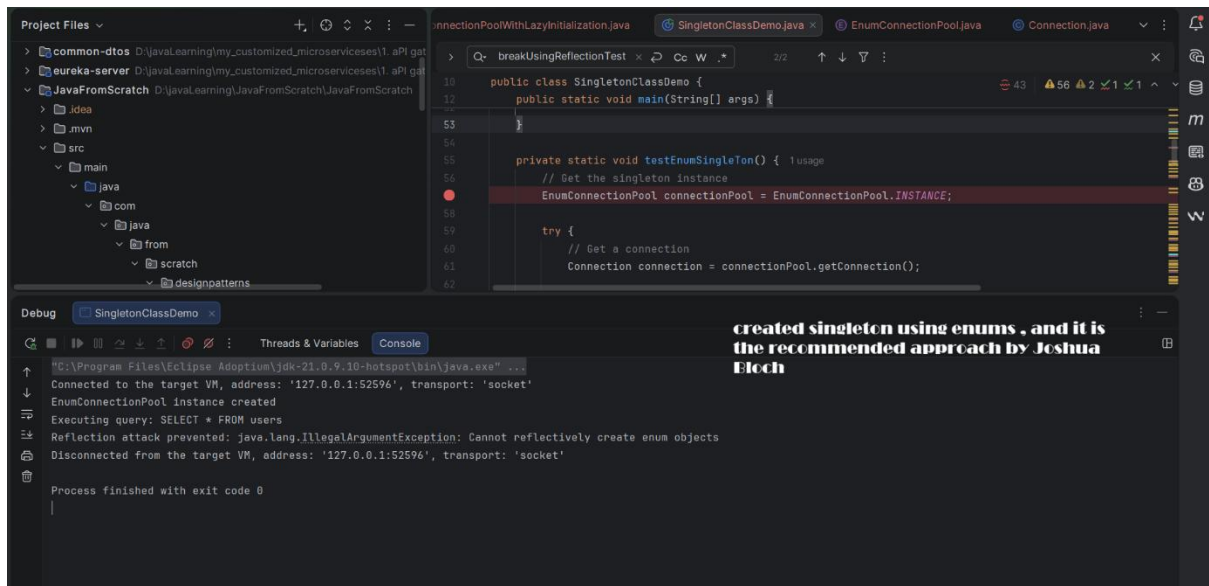 Project Files
common-dtos D:\javaLearning\my_customized_microserviceses\1. aPI gat
eureka-server D:\javaLearning\my_customized_microserviceses\1. aPI gat
JavaFromScratch D:\javaLearning\JavaFromScratch\JavaFromScratch
.idea
.mvn
src
main
java
com
java
from
scratch
designpatterns
onnectionPoolWithLazyInitialization.java SingletonClassDemo.java EnumConnectionPool.java Connection.java
breakUsingReflectionTest Cc W .* 2/2
43 56 2 1 1
10 public class SingletonClassDemo {
12 public static void main(String[] args) {
53 }
54
55 private static void testEnumSingleTon() { 1 usage
56 // Get the singleton instance
EnumConnectionPool connectionPool = EnumConnectionPool.INSTANCE;
58
59 try {
60 // Get a connection
61 Connection connection = connectionPool.getConnection();
62
Debug SingletonClassDemo
Threads & Variables Console
"C:\Program Files\Eclipse Adoptium\jdk-21.0.9.10-hotspot\bin\java.exe" ...
Connected to the target VM, address: '127.0.0.1:52596', transport: 'socket'
EnumConnectionPool instance created
Executing query: SELECT * FROM users
Reflection attack prevented: java.lang.IllegalArgumentException: Cannot reflectively create enum objects
Disconnected from the target VM, address: '127.0.0.1:52596', transport: 'socket'
Process finished with exit code 0
created singleton using enums , and it is
the recommended approach by Joshua
Bloch